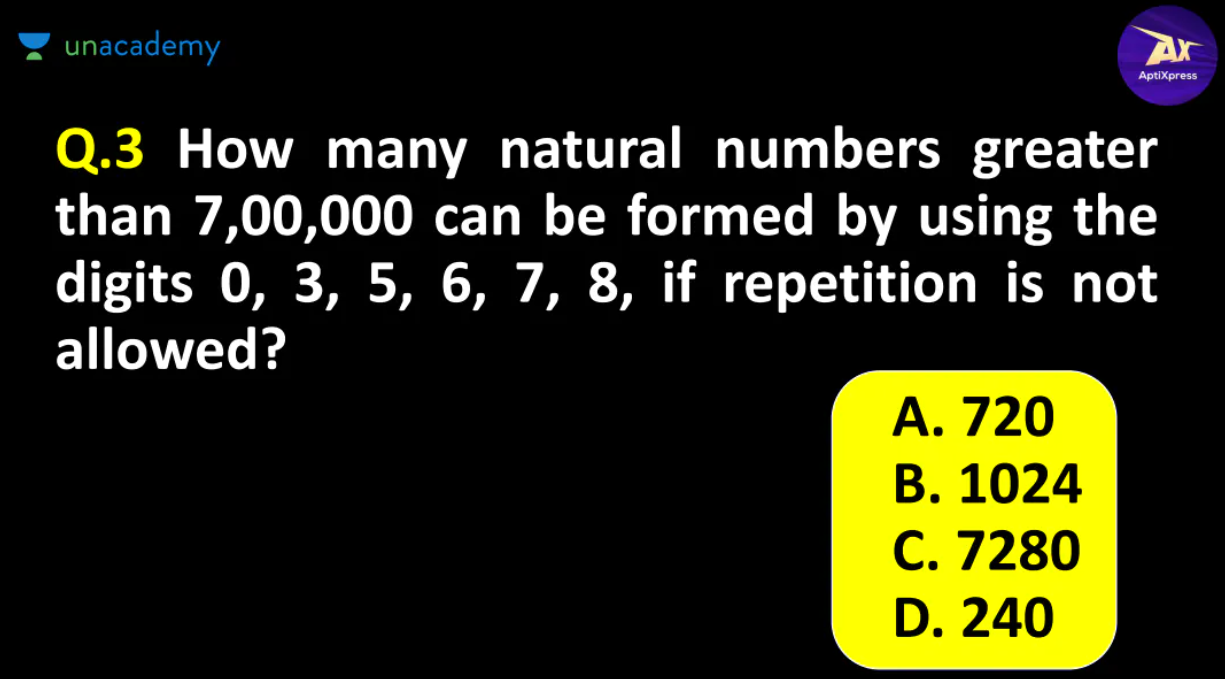 unacademy
AX
AptiXpress
Q.3 How many natural numbers greater
than 7,00,000 can be formed by using the
digits 0, 3, 5, 6, 7, 8, if repetition is not
allowed?
A. 720
B. 1024
C. 7280
D. 240